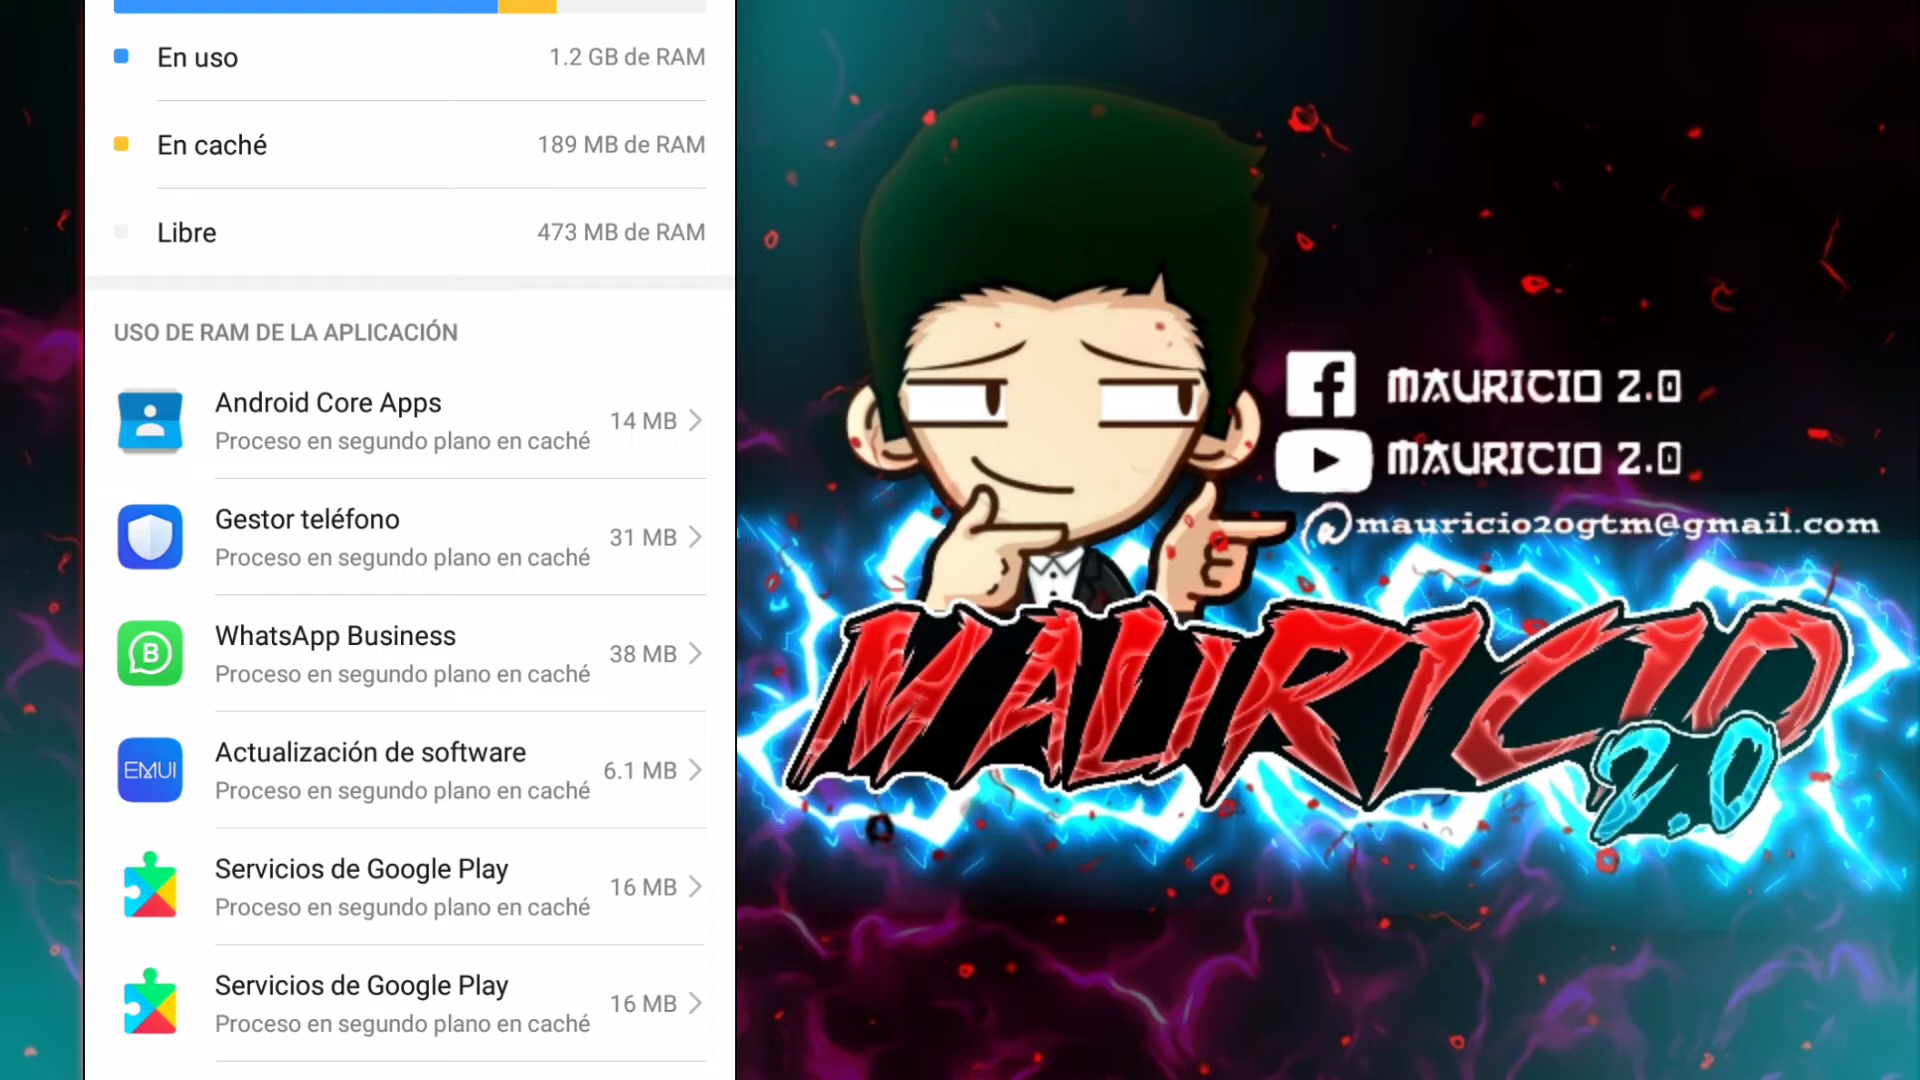 En uso
1.2 GB de RAM
En caché
189 MB de RAM
Libre
473 MB de RAM
USO DE RAM DE LA APLICACIÓN
Android Core Apps
Proceso en segundo plano en caché
14 MB
Gestor teléfono
Proceso en segundo plano en caché
31 MB
B
WhatsApp Business
Proceso en segundo plano en caché
38 MB
EMUI
Actualización de software
Proceso en segundo plano en caché
6.1 MB
Servicios de Google Play
Proceso en segundo plano en caché
16 MB
Servicios de Google Play
Proceso en segundo plano en caché
16 MB
f MAURICIO 2.0
MAURICIO 2.0
@mauricio20gtm@gmail.com
MAURICIO
2.0